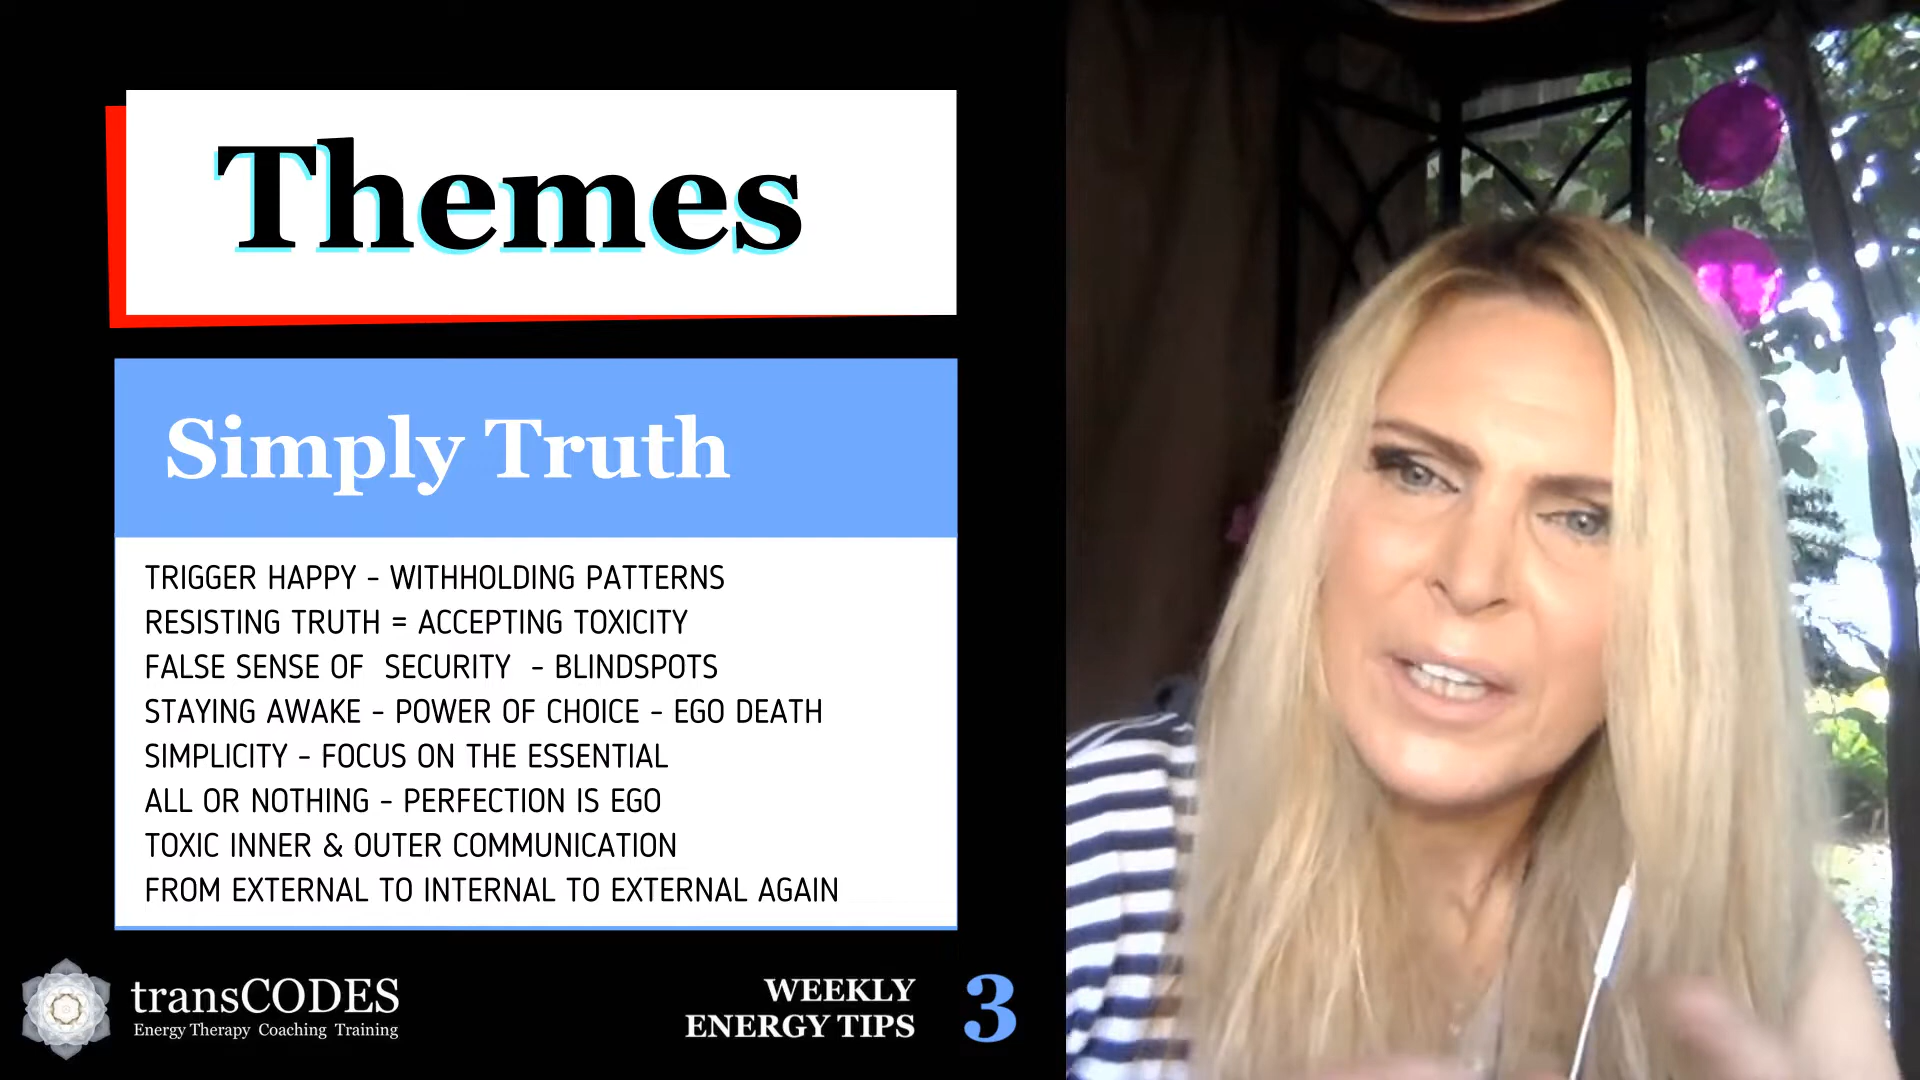 Themes
Simply Truth
TRIGGER HAPPY - WITHHOLDING PATTERNS
RESISTING TRUTH = ACCEPTING TOXICITY
FALSE SENSE OF SECURITY - BLINDSPOTS
STAYING AWAKE - POWER OF CHOICE - EGO DEATH
SIMPLICITY - FOCUS ON THE ESSENTIAL
ALL OR NOTHING - PERFECTION IS EGO
TOXIC INNER & OUTER COMMUNICATION
FROM EXTERNAL TO INTERNAL TO EXTERNAL AGAIN
transCODES
Energy Therapy Coaching Training
WEEKLY
ENERGY TIPS
3